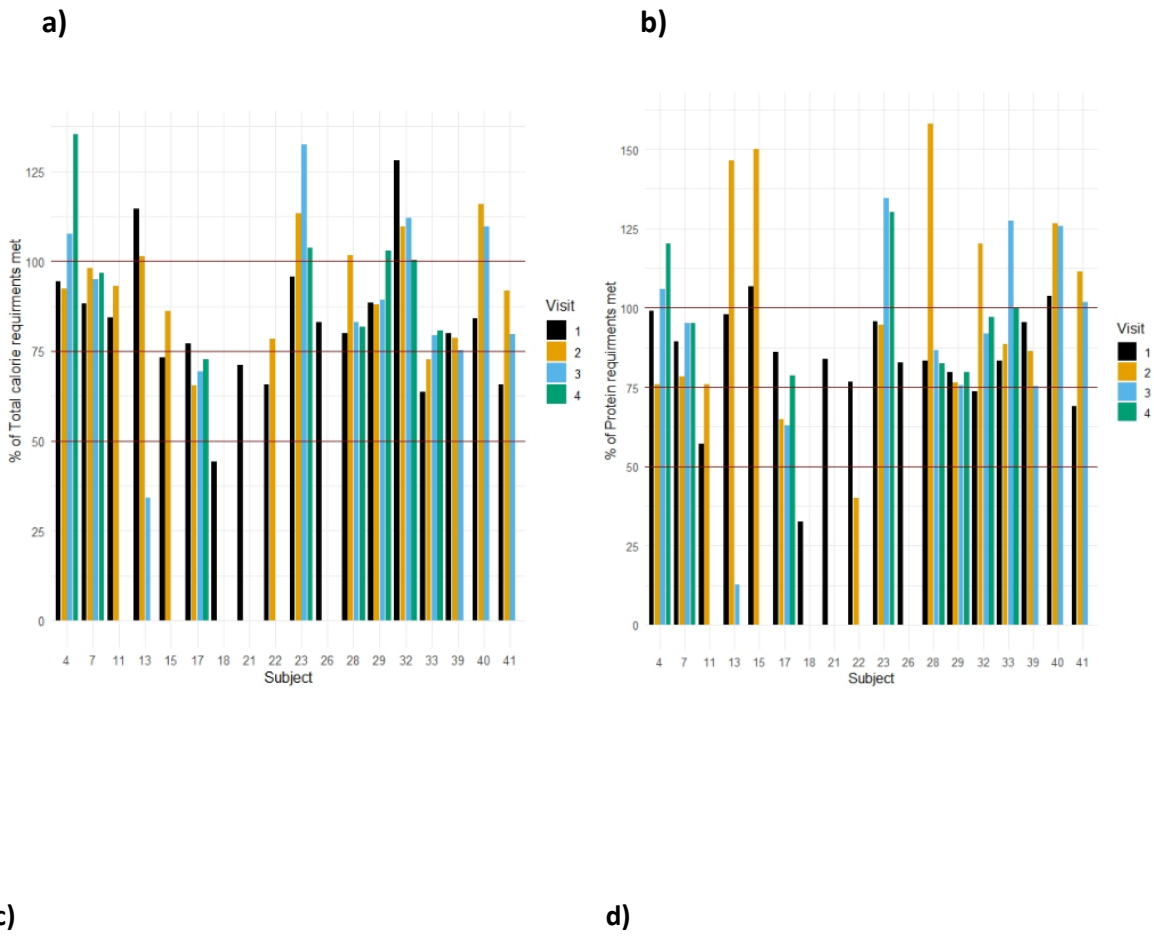 a)
% of Total calorie requirments met
125
100
75
50
25
0
4 7 11 13 15 17 18 21 22 23 26 28 29 32 33 39 40 41
Subject
Visit
1
2
3
4
b)
% of Protein requirments met
150
125
100
75
50
25
0
4 7 11 13 15 17 18 21 22 23 26 28 29 32 33 39 40 41
Subject
Visit
1
2
3
4
c)
d)